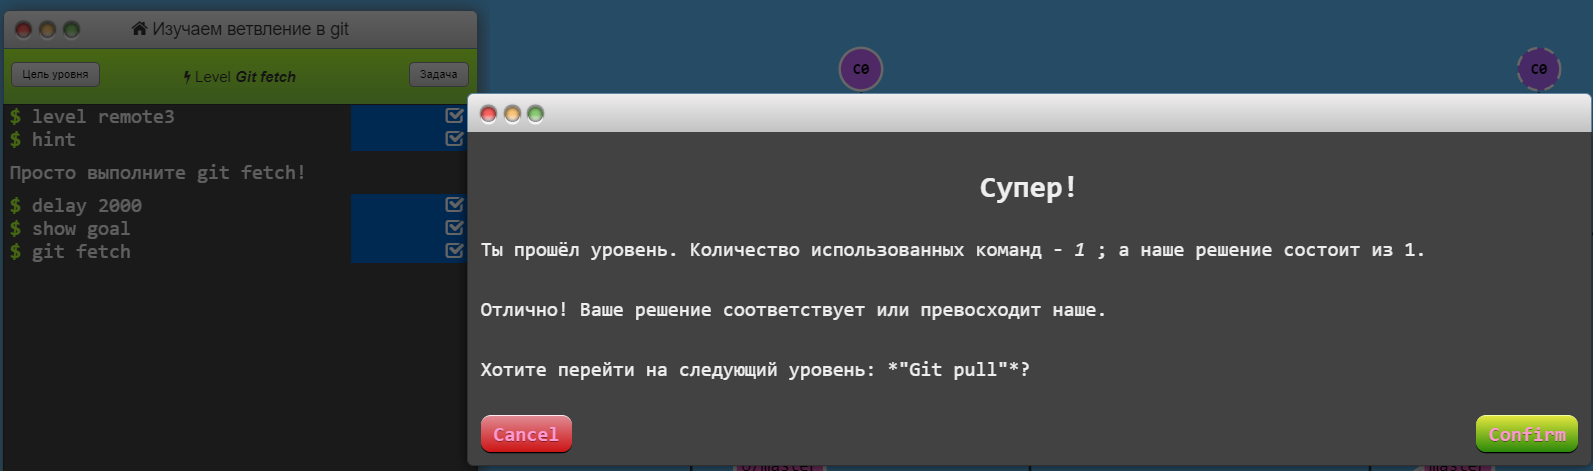 Изучаем ветвление в git
Цель уровня
Level Git fetch
Задача
$ level remote3
$ hint
Просто выполните git fetch!
$ delay 2000
$ show goal
$ git fetch
C0
C0
Супер!
Ты прошёл уровень. Количество использованных команд - 1 ; а наше решение состоит из 1.
Отлично! Ваше решение соответствует или превосходит наше.
Хотите перейти на следующий уровень: *"Git pull"*?
Cancel
Confirm
o/master
master